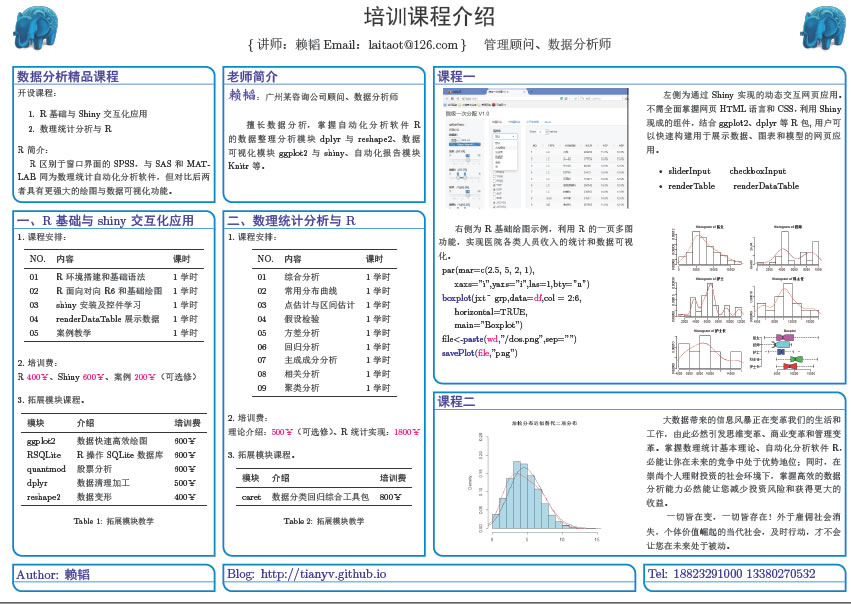 培训课程介绍
{ 讲师：赖韬 Email：laitaot@126.com }　管理顾问、数据分析师
数据分析精品课程
开设课程：
1. R 基础与 Shiny 交互化应用
2. 数理统计分析与 R
R 简介：
R 区别于窗口界面的 SPSS，与 SAS 和 MAT-
LAB 同为数理统计自动化分析软件，但对比后两
者具有更强大的绘图与数据可视化功能。
老师简介
赖韬：广州某咨询公司顾问、数据分析师
擅长数据分析，掌握自动化分析软件 R
的数据整理分析模块 dplyr 与 reshape2、数据
可视化模块 ggplot2 与 shiny、自动化报告模块
Knitr 等。
一、R 基础与 shiny 交互化应用
1. 课程安排：
NO. 内容 课时
01 R 环境搭建和基础语法 1 学时
02 R 面向对向 R6 和基础绘图 1 学时
03 shiny 安装及控件学习 1 学时
04 renderDataTable 展示数据 1 学时
05 案例教学 1 学时
2. 培训费：
R 400￥、Shiny 600￥、案例 200￥（可选修）
3. 拓展模块课程。
模块 介绍 培训费
ggplot2 数据快速高效绘图 600￥
RSQLite R 操作 SQLite 数据库 600￥
quantmod 股票分析 600￥
dplyr 数据清理加工 500￥
reshape2 数据变形 400￥
Table 1: 拓展模块教学
二、数理统计分析与 R
1. 课程安排：
NO. 内容 课时
01 综合分析 1 学时
02 常用分布曲线 1 学时
03 点估计与区间估计 1 学时
04 假设检验 1 学时
05 方差分析 1 学时
06 回归分析 1 学时
07 主成成分分析 1 学时
08 相关分析 1 学时
09 聚类分析 1 学时
2. 培训费：
理论介绍：500￥（可选修）、R 统计实现：1800￥
3. 拓展模块课程。
模块 介绍 培训费
caret 数据分类回归综合工具包 800￥
Table 2: 拓展模块教学
课程一
左侧为通过 Shiny 实现的动态交互网页应用。
不需全面掌握网页 HTML 语言和 CSS，利用 Shiny
现成的组件，结合 ggplot2、dplyr 等 R 包，用户可
以快速构建用于展示数据、图表和模型的网页应
用。
• sliderInput checkboxInput
• renderTable renderDataTable
右侧为 R 基础绘图示例，利用 R 的一页多图
功能，实现医院各类人员收入的统计和数据可视
化。
par(mar=c(2.5, 5, 2, 1),
xaxs="i",yaxs="i",las=1,bty="n")
boxplot(jxt~ grp,data=df,col = 2:6,
horizontal=TRUE,
main="Boxplot")
file<-paste(wd,"/dos.png",sep="")
savePlot(file,"png")
课程二
大数据带来的信息风暴正在变革我们的生活和
工作，由此必然引发思维变革、商业变革和管理变
革。掌握数理统计基本理论、自动化分析软件 R，
必能让你在未来的竞争中处于优势地位；同时，在
崇尚个人理财投资的社会环境下，掌握高效的数据
分析能力必然能让您减少投资风险和获得更大的
收益。
一切皆在变，一切皆存在！外于雇佣社会消
失，个体价值崛起的当代社会，及时行动，才不会
让您在未来处于被动。
Author: 赖韬
Blog: http://tianyv.github.io
Tel: 18823291000 13380270532